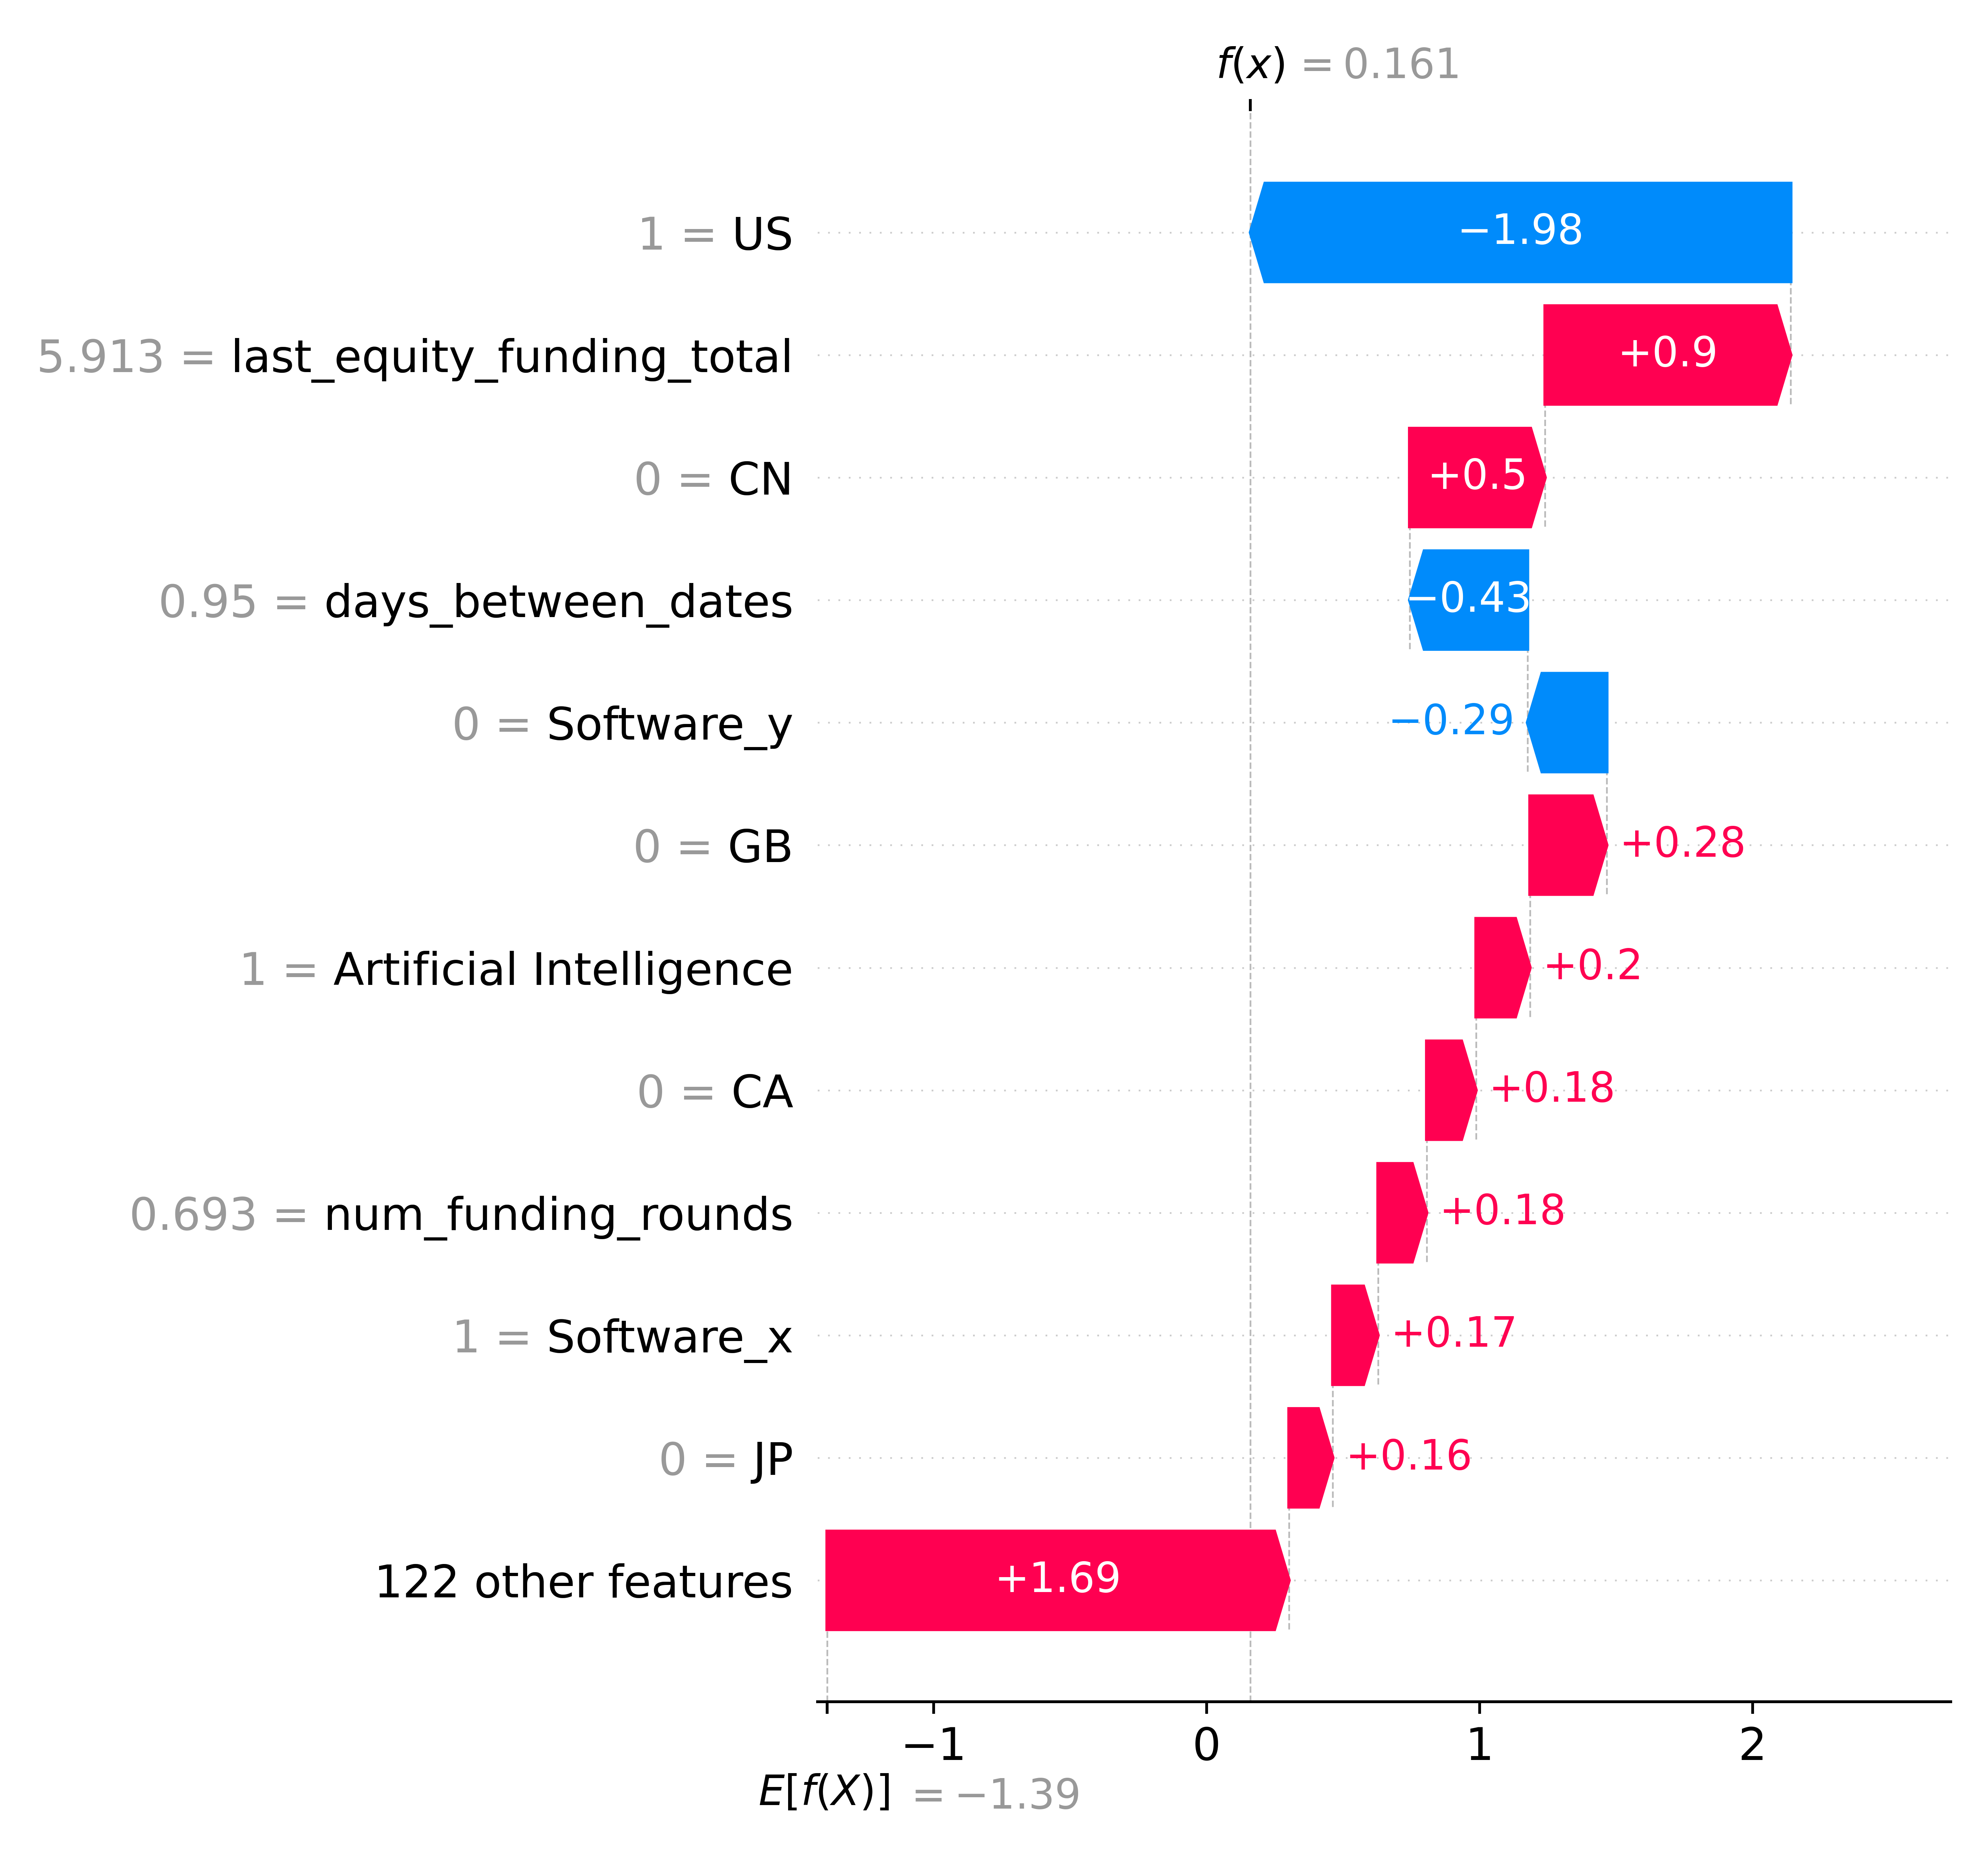 f(x) = 0.161
1 = US −1.98
5.913 = last_equity_funding_total +0.9
0 = CN +0.5
0.95 = days_between_dates −0.43
0 = Software_y −0.29
0 = GB +0.28
1 = Artificial Intelligence +0.2
0 = CA +0.18
0.693 = num_funding_rounds +0.18
1 = Software_x +0.17
0 = JP +0.16
122 other features +1.69
−1 0 1 2
E[f(X)] = −1.39